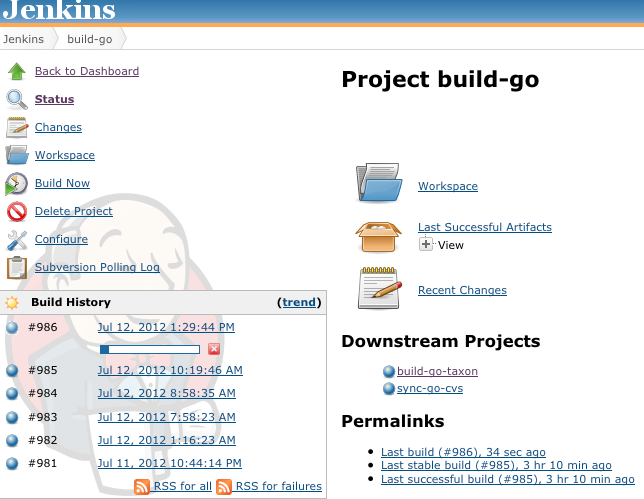 Jenkins
Jenkins build-go
Back to Dashboard
Status
Changes
Workspace
Build Now
Delete Project
Configure
Subversion Polling Log
Build History (trend)
#986 Jul 12, 2012 1:29:44 PM
#985 Jul 12, 2012 10:19:46 AM
#984 Jul 12, 2012 8:58:35 AM
#983 Jul 12, 2012 7:58:23 AM
#982 Jul 12, 2012 1:16:23 AM
#981 Jul 11, 2012 10:44:14 PM
RSS for all RSS for failures
Project build-go
Workspace
Last Successful Artifacts
View
Recent Changes
Downstream Projects
build-go-taxon
sync-go-cvs
Permalinks
Last build (#986), 34 sec ago
Last stable build (#985), 3 hr 10 min ago
Last successful build (#985), 3 hr 10 min ago